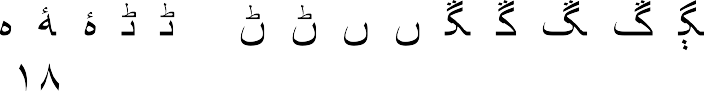 ﮙ ﮚ ﮛ ﮜ ﮝ ﮞ ﮟ ﮠ ﮡ ﮢ ﮣ ﮤ ﮥ ﮦ
١٨